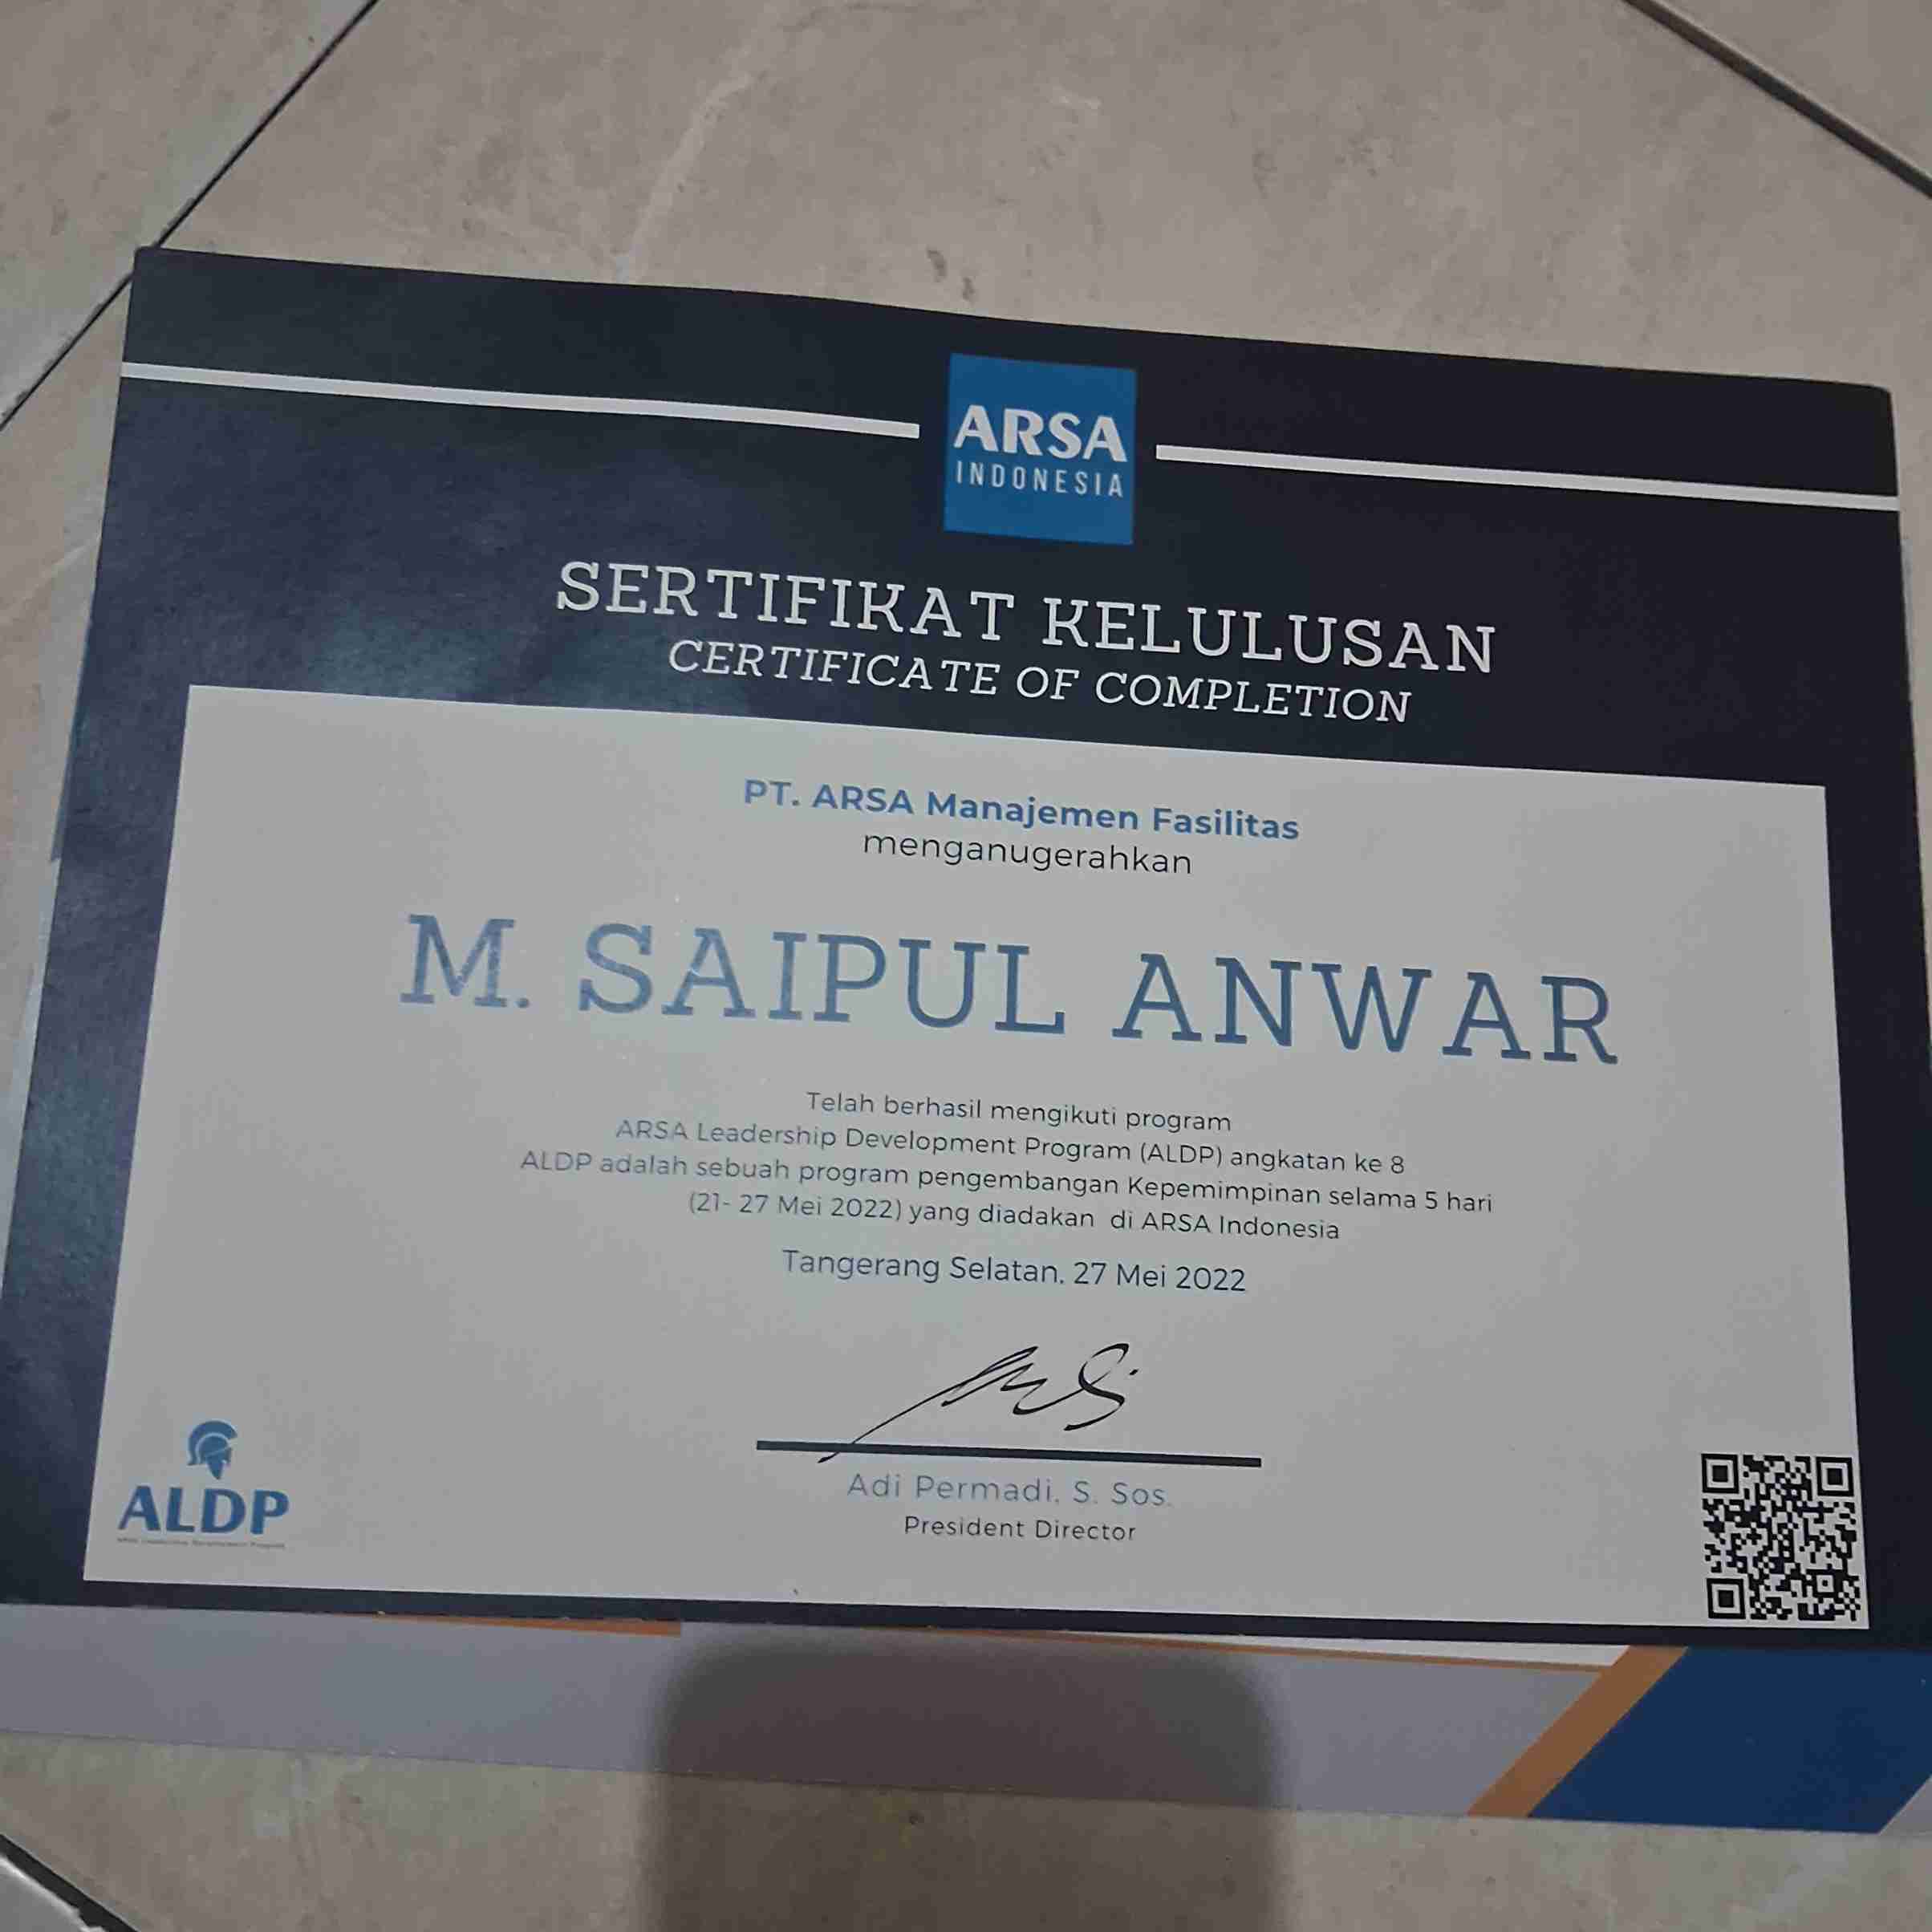 ARSA
INDONESIA
SERTIFIKAT KELULUSAN
CERTIFICATE OF COMPLETION
PT. ARSA Manajemen Fasilitas
menganugerahkan
M. SAIPUL ANWAR
Telah berhasil mengikuti program
ARSA Leadership Development Program (ALDP) angkatan ke 8
ALDP adalah sebuah program pengembangan Kepemimpinan selama 5 hari
(21- 27 Mei 2022) yang diadakan di ARSA Indonesia
Tangerang Selatan, 27 Mei 2022
Adi Permadi, S. Sos.
President Director
ALDP